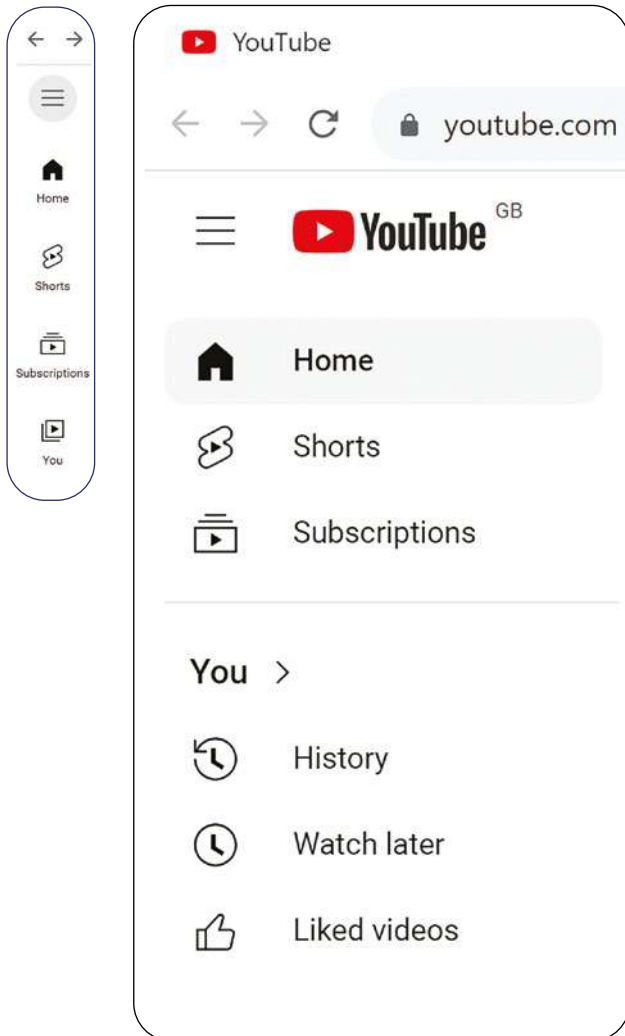 Home
Shorts
Subscriptions
You
YouTube
youtube.com
YouTube GB
Home
Shorts
Subscriptions
You
History
Watch later
Liked videos